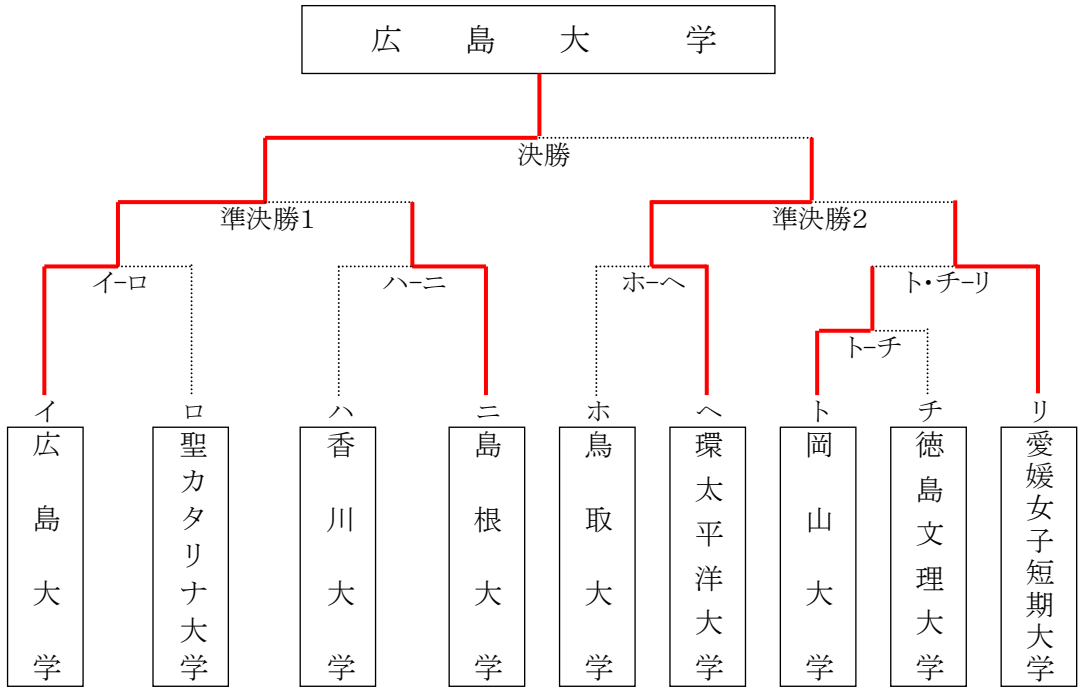 広島大学
決勝
準決勝1
準決勝2
イ-ロ
ハ-ニ
ホ-ヘ
ト・チ-リ
ト-チ
イ
ロ
ハ
ニ
ホ
ヘ
ト
チ
リ
広島大学
聖カタリナ大学
香川大学
島根大学
鳥取大学
環太平洋大学
岡山大学
徳島文理大学
愛媛女子短期大学